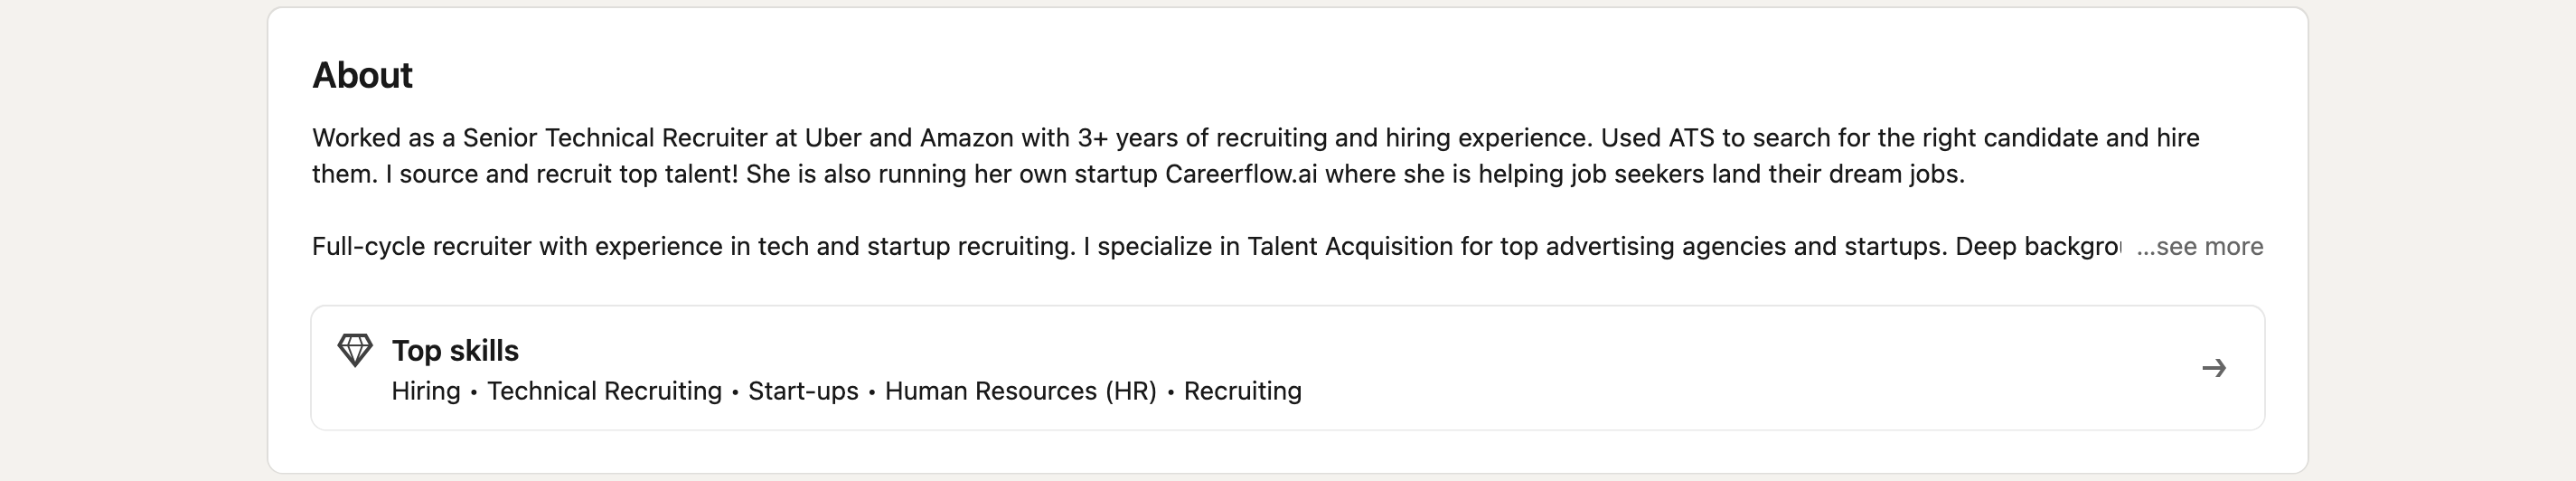 About
Worked as a Senior Technical Recruiter at Uber and Amazon with 3+ years of recruiting and hiring experience. Used ATS to search for the right candidate and hire
them. I source and recruit top talent! She is also running her own startup Careerflow.ai where she is helping job seekers land their dream jobs.
Full-cycle recruiter with experience in tech and startup recruiting. I specialize in Talent Acquisition for top advertising agencies and startups. Deep backgro ...see more
Top skills
Hiring • Technical Recruiting • Start-ups • Human Resources (HR) • Recruiting